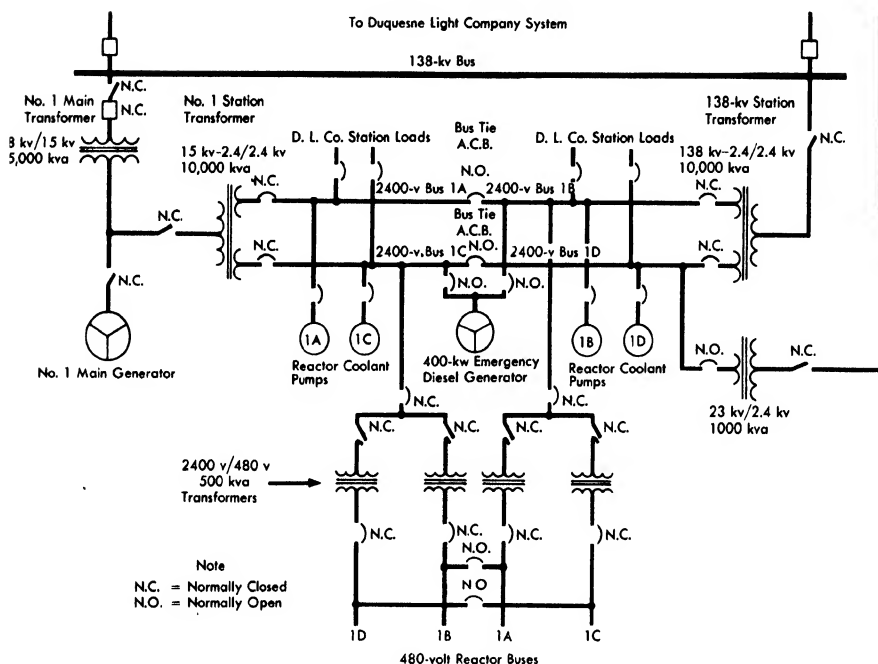 To Duquesne Light Company System
138-kv Bus
N.C.
No. 1 Main
Transformer
N.C.
No. 1 Station
Transformer
138-kv Station
Transformer
N.C.
8 kv/15 kv
5,000 kva
15 kv-2.4/2.4 kv
10,000 kva
D. L. Co. Station Loads
Bus Tie
A.C.B.
N.O.
D. L. Co. Station Loads
138 kv-2.4/2.4 kv
10,000 kva
N.C.
2400-v Bus 1A
2400-v Bus 1B
N.C.
N.C.
Bus Tie
A.C.B.
N.O.
N.C.
2400-v Bus 1C
2400-v Bus 1D
N.C.
N.C.
N.O.
N.O.
1A
1C
1B
1D
Reactor Coolant
Pumps
400-kw Emergency
Diesel Generator
Reactor Coolant
Pumps
N.O.
N.C.
No. 1 Main Generator
23 kv/2.4 kv
1000 kva
N.C.
N.C.
N.C.
N.C.
N.C.
N.C.
2400 v/480 v
500 kva
Transformers
N.C.
N.C.
N.C.
N.C.
N.O.
N O
Note
N.C. = Normally Closed
N.O. = Normally Open
1D
1B
1A
1C
480-volt Reactor Buses